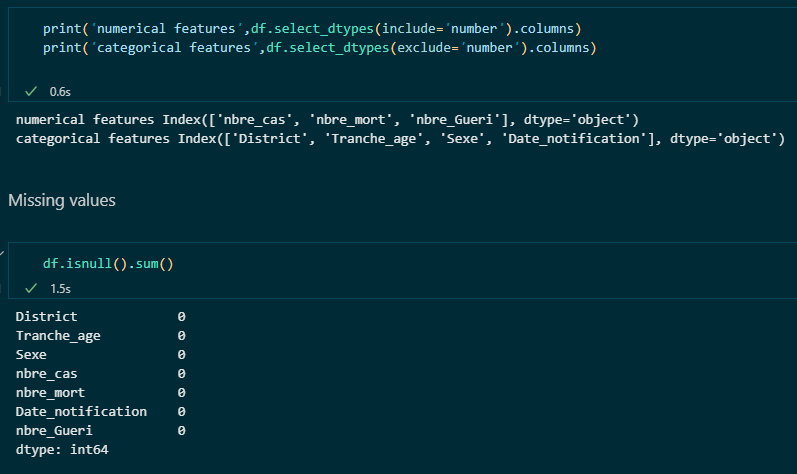 print('numerical features',df.select_dtypes(include='number').columns)
print('categorical features',df.select_dtypes(exclude='number').columns)
0.6s
numerical features Index(['nbre_cas', 'nbre_mort', 'nbre_Gueri'], dtype='object')
categorical features Index(['District', 'Tranche_age', 'Sexe', 'Date_notification'], dtype='object')
Missing values
df.isnull().sum()
1.5s
District 0
Tranche_age 0
Sexe 0
nbre_cas 0
nbre_mort 0
Date_notification 0
nbre_Gueri 0
dtype: int64